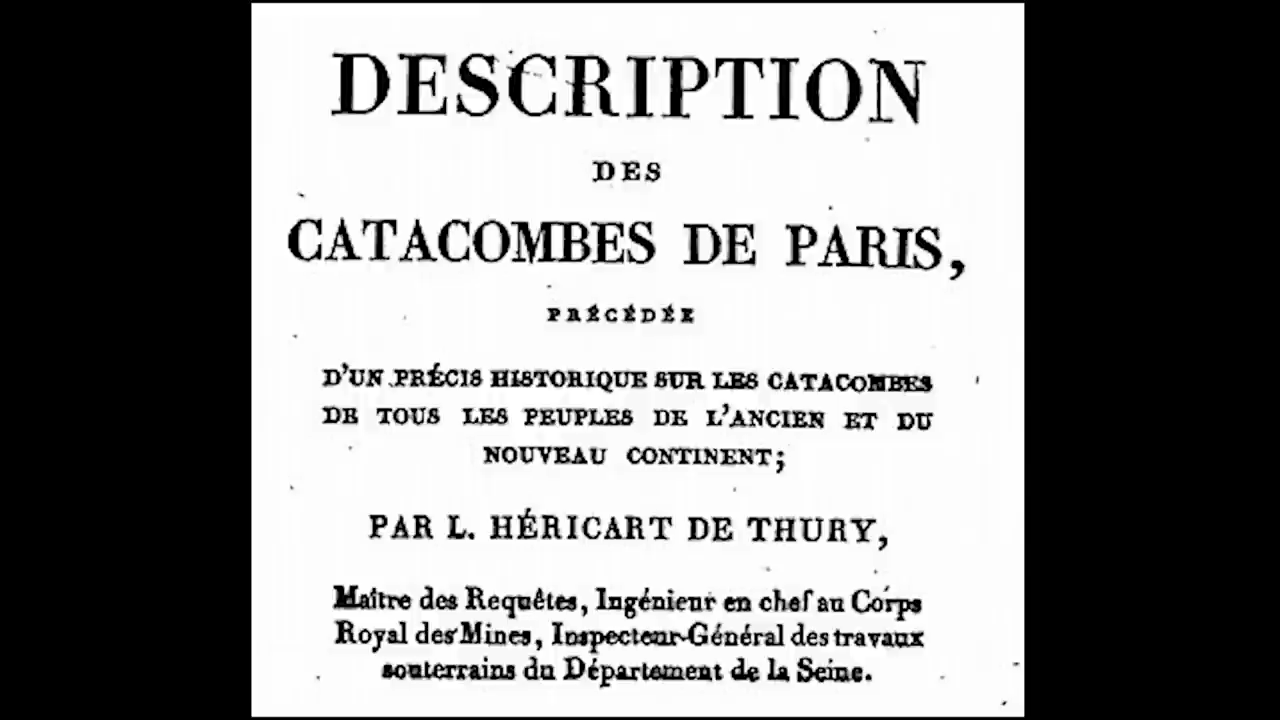 DESCRIPTION
DES
CATACOMBES DE PARIS,
PRÉCÉDÉE
D'UN PRÉCIS HISTORIQUE SUR LES CATACOMBES
DE TOUS LES PEUPLES DE L'ANCIEN ET DU
NOUVEAU CONTINENT;
PAR L. HÉRICART DE THURY,
Maître des Requêtes, Ingénieur en chef au Corps
Royal des Mines, Inspecteur-Général des travaux
souterrains du Département de la Seine.